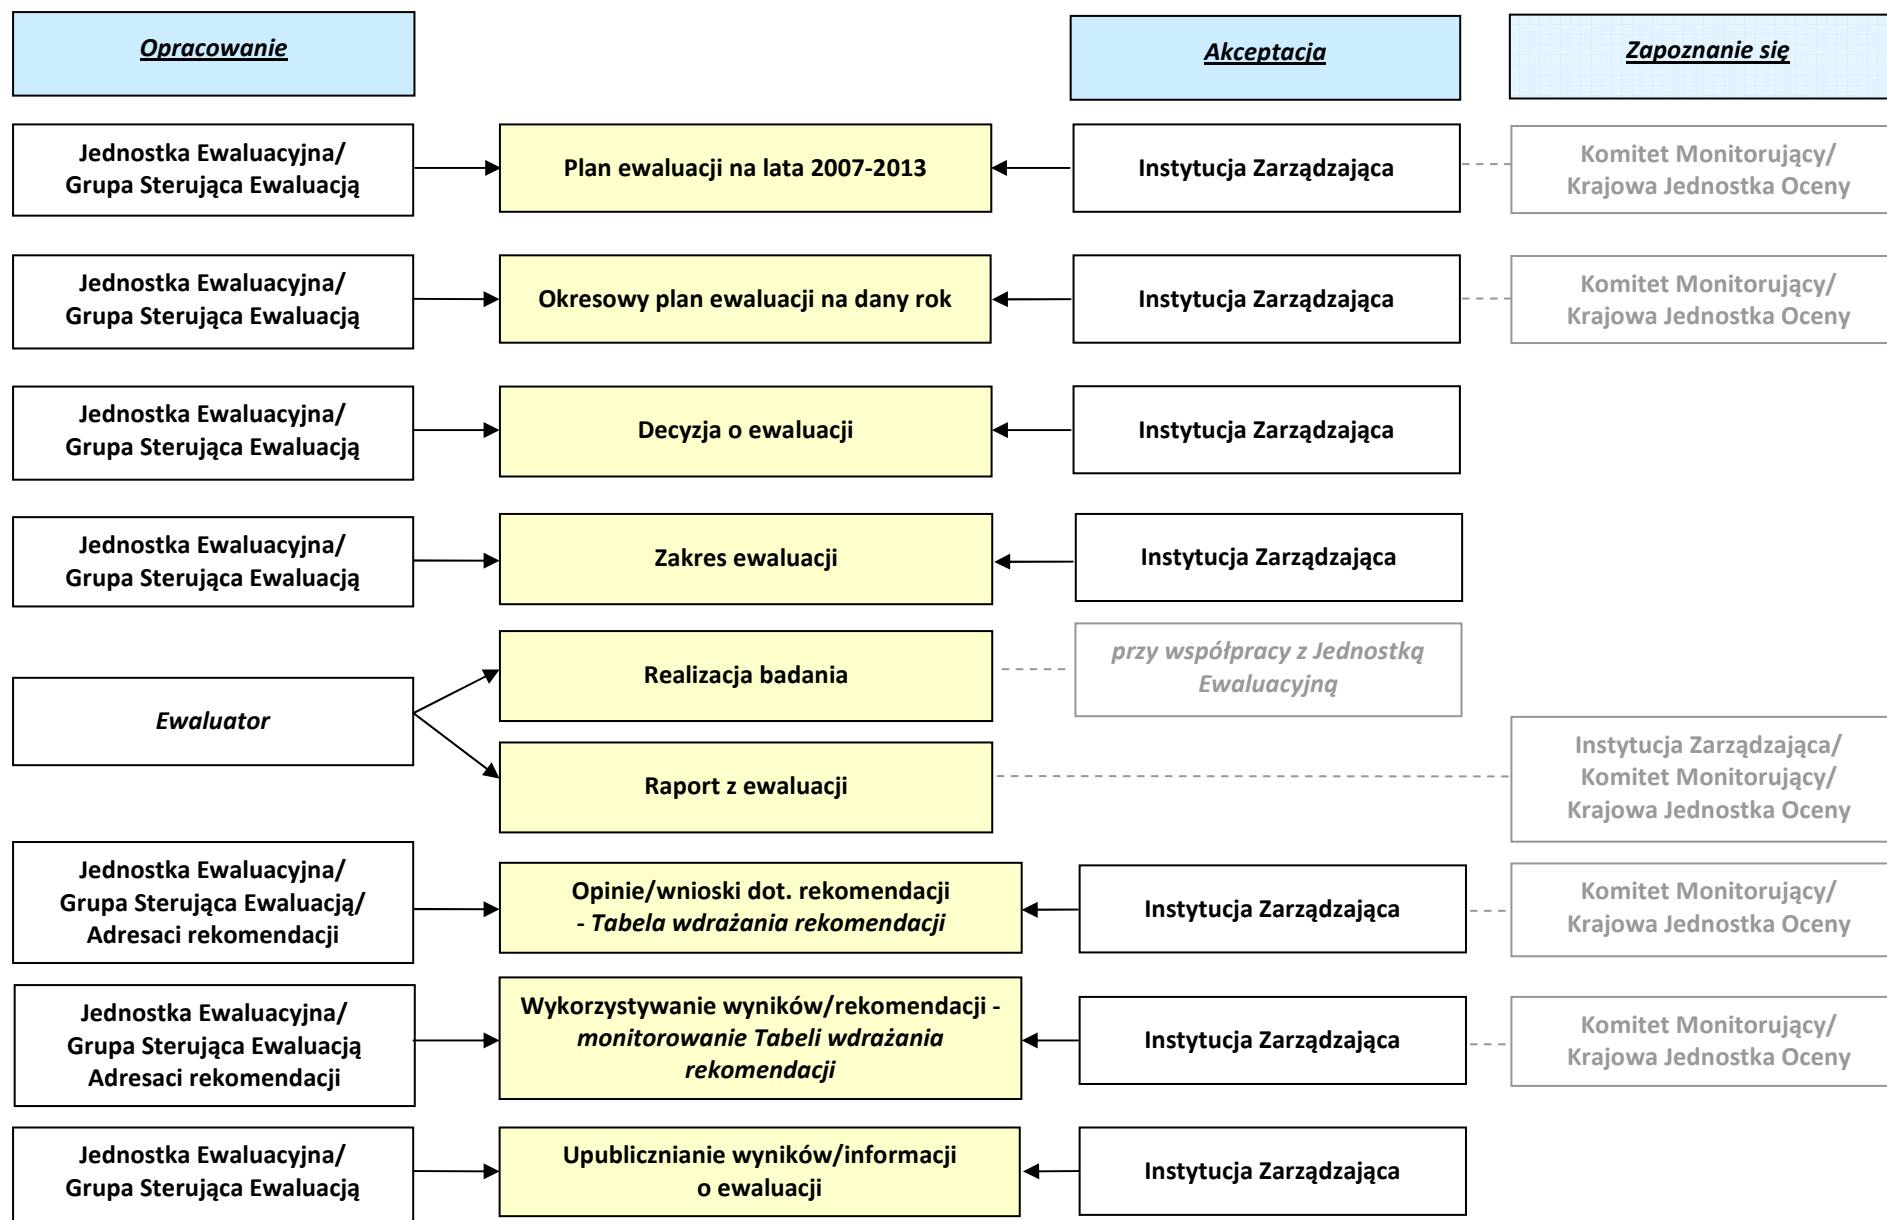 Opracowanie
Akceptacja
Zapoznanie się
Jednostka Ewaluacyjna/
Grupa Sterująca Ewaluacją
Plan ewaluacji na lata 2007-2013
Instytucja Zarządzająca
Komitet Monitorujący/
Krajowa Jednostka Oceny
Jednostka Ewaluacyjna/
Grupa Sterująca Ewaluacją
Okresowy plan ewaluacji na dany rok
Instytucja Zarządzająca
Komitet Monitorujący/
Krajowa Jednostka Oceny
Jednostka Ewaluacyjna/
Grupa Sterująca Ewaluacją
Decyzja o ewaluacji
Instytucja Zarządzająca
Jednostka Ewaluacyjna/
Grupa Sterująca Ewaluacją
Zakres ewaluacji
Instytucja Zarządzająca
Ewaluator
Realizacja badania
przy współpracy z Jednostką
Ewaluacyjną
Raport z ewaluacji
Instytucja Zarządzająca/
Komitet Monitorujący/
Krajowa Jednostka Oceny
Jednostka Ewaluacyjna/
Grupa Sterująca Ewaluacją/
Adresaci rekomendacji
Opinie/wnioski dot. rekomendacji
- Tabela wdrażania rekomendacji
Instytucja Zarządzająca
Komitet Monitorujący/
Krajowa Jednostka Oceny
Jednostka Ewaluacyjna/
Grupa Sterująca Ewaluacją
Adresaci rekomendacji
Wykorzystywanie wyników/rekomendacji -
monitorowanie Tabeli wdrażania
rekomendacji
Instytucja Zarządzająca
Komitet Monitorujący/
Krajowa Jednostka Oceny
Jednostka Ewaluacyjna/
Grupa Sterująca Ewaluacją
Upublicznianie wyników/informacji
o ewaluacji
Instytucja Zarządzająca